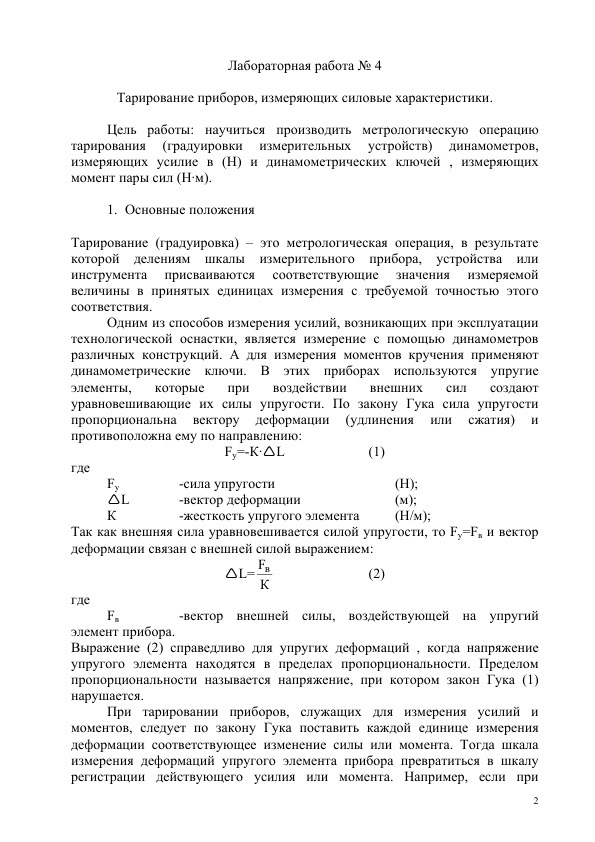 Лабораторная работа № 4
Тарирование приборов, измеряющих силовые характеристики.
Цель работы: научиться производить метрологическую операцию
тарирования (градуировки измерительных устройств) динамометров,
измеряющих усилие в (Н) и динамометрических ключей , измеряющих
момент пары сил (Н·м).
1. Основные положения
Тарирование (градуировка) – это метрологическая операция, в результате
которой делениям шкалы измерительного прибора, устройства или
инструмента присваиваются соответствующие значения измеряемой
величины в принятых единицах измерения с требуемой точностью этого
соответствия.
Одним из способов измерения усилий, возникающих при эксплуатации
технологической оснастки, является измерение с помощью динамометров
различных конструкций. А для измерения моментов кручения применяют
динамометрические ключи. В этих приборах используются упругие
элементы, которые при воздействии внешних сил создают
уравновешивающие их силы упругости. По закону Гука сила упругости
пропорциональна вектору деформации (удлинения или сжатия) и
противоположна ему по направлению:
Fу=-К·△L (1)
где
Fу -сила упругости (Н);
△L -вектор деформации (м);
К -жесткость упругого элемента (Н/м);
Так как внешняя сила уравновешивается силой упругости, то Fу=Fв и вектор
деформации связан с внешней силой выражением:
△L= Fв/К (2)
где
Fв -вектор внешней силы, воздействующей на упругий
элемент прибора.
Выражение (2) справедливо для упругих деформаций , когда напряжение
упругого элемента находятся в пределах пропорциональности. Пределом
пропорциональности называется напряжение, при котором закон Гука (1)
нарушается.
При тарировании приборов, служащих для измерения усилий и
моментов, следует по закону Гука поставить каждой единице измерения
деформации соответствующее изменение силы или момента. Тогда шкала
измерения деформаций упругого элемента прибора превратиться в шкалу
регистрации действующего усилия или момента. Например, если при
2